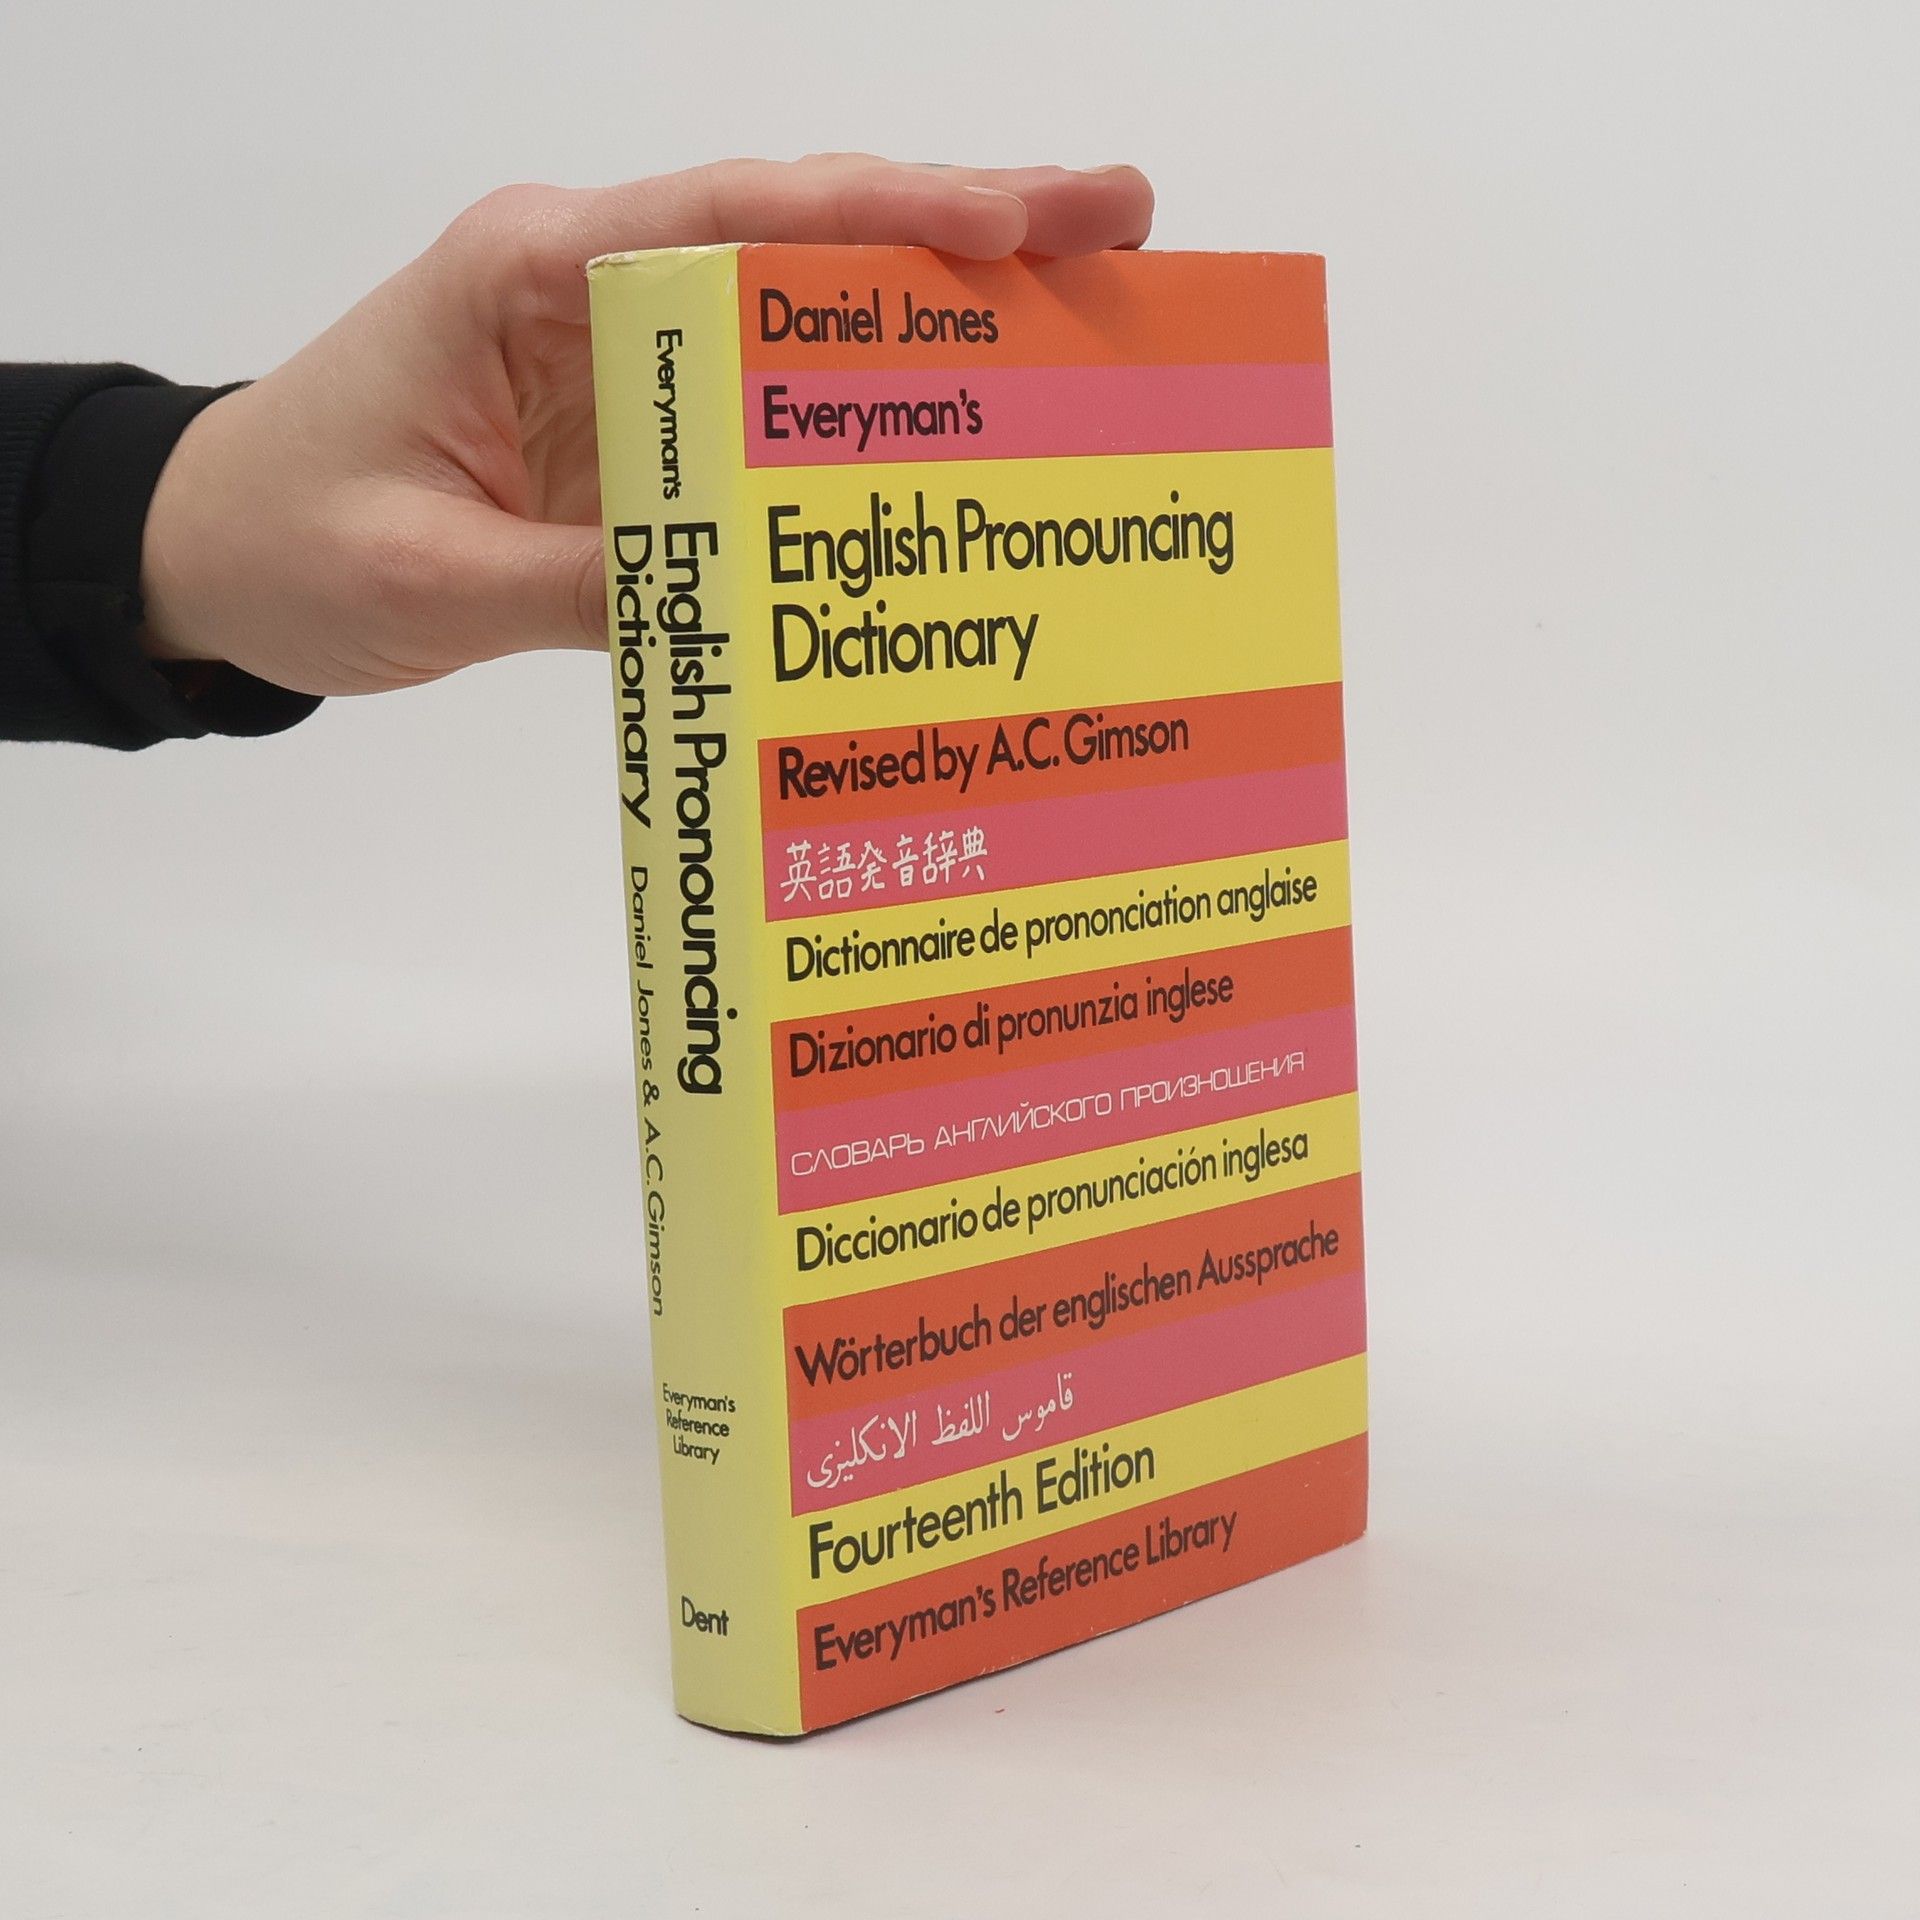 Everyman's
English Pronouncing
Dictionary
Daniel Jones & A.C. Gimson
Everyman's
Reference
Library
Dent
Daniel Jones
Everyman's
English Pronouncing
Dictionary
Revised by A.C. Gimson
英語発音辞典
Dictionnaire de prononciation anglaise
Dizionario di pronunzia inglese
СЛОВАРЬ АНГЛИЙСКОГО ПРОИЗНОШЕНИЯ
Diccionario de pronunciación inglesa
Wörterbuch der englischen Aussprache
قاموس اللفظ الانكليزى
Fourteenth Edition
Everyman's Reference Library